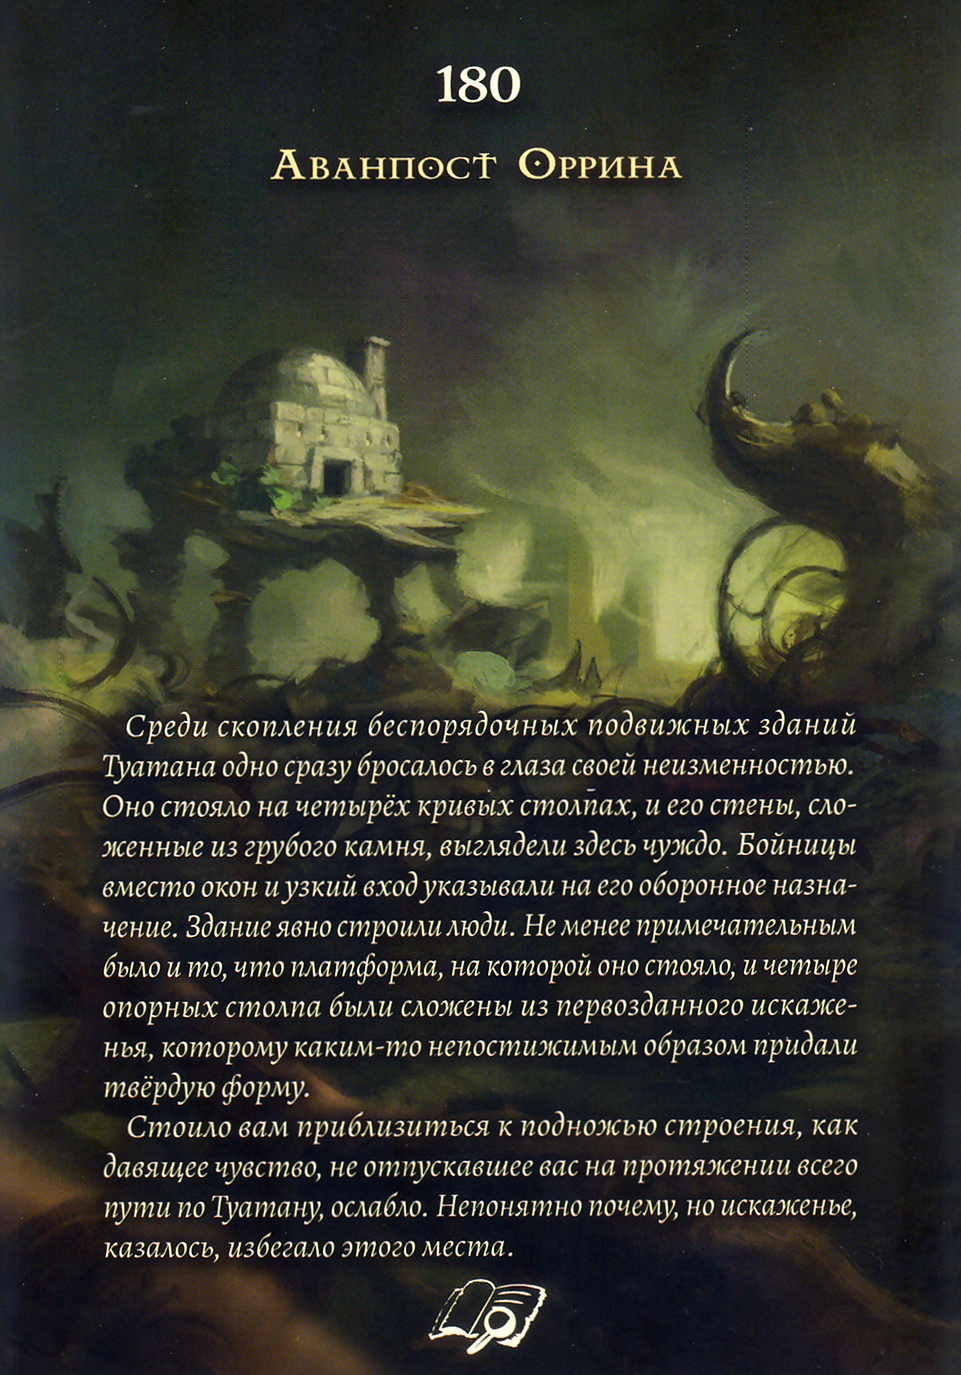 180
Аванпост Оррина
Среди скопления беспорядочных подвижных зданий
Туатана одно сразу бросалось в глаза своей неизменностью.
Оно стояло на четырёх кривых столпах, и его стены, сло-
женные из грубого камня, выглядели здесь чуждо. Бойницы
вместо окон и узкий вход указывали на его оборонное назна-
чение. Здание явно строили люди. Не менее примечательным
было и то, что платформа, на которой оно стояло, и четыре
опорных столпа были сложены из первозданного искаже-
нья, которому каким-то непостижимым образом придали
твёрдую форму.
Стоило вам приблизиться к подножью строения, как
давящее чувство, не отпускавшее вас на протяжении всего
пути по Туатану, ослабло. Непонятно почему, но искаженье,
казалось, избегало этого места.